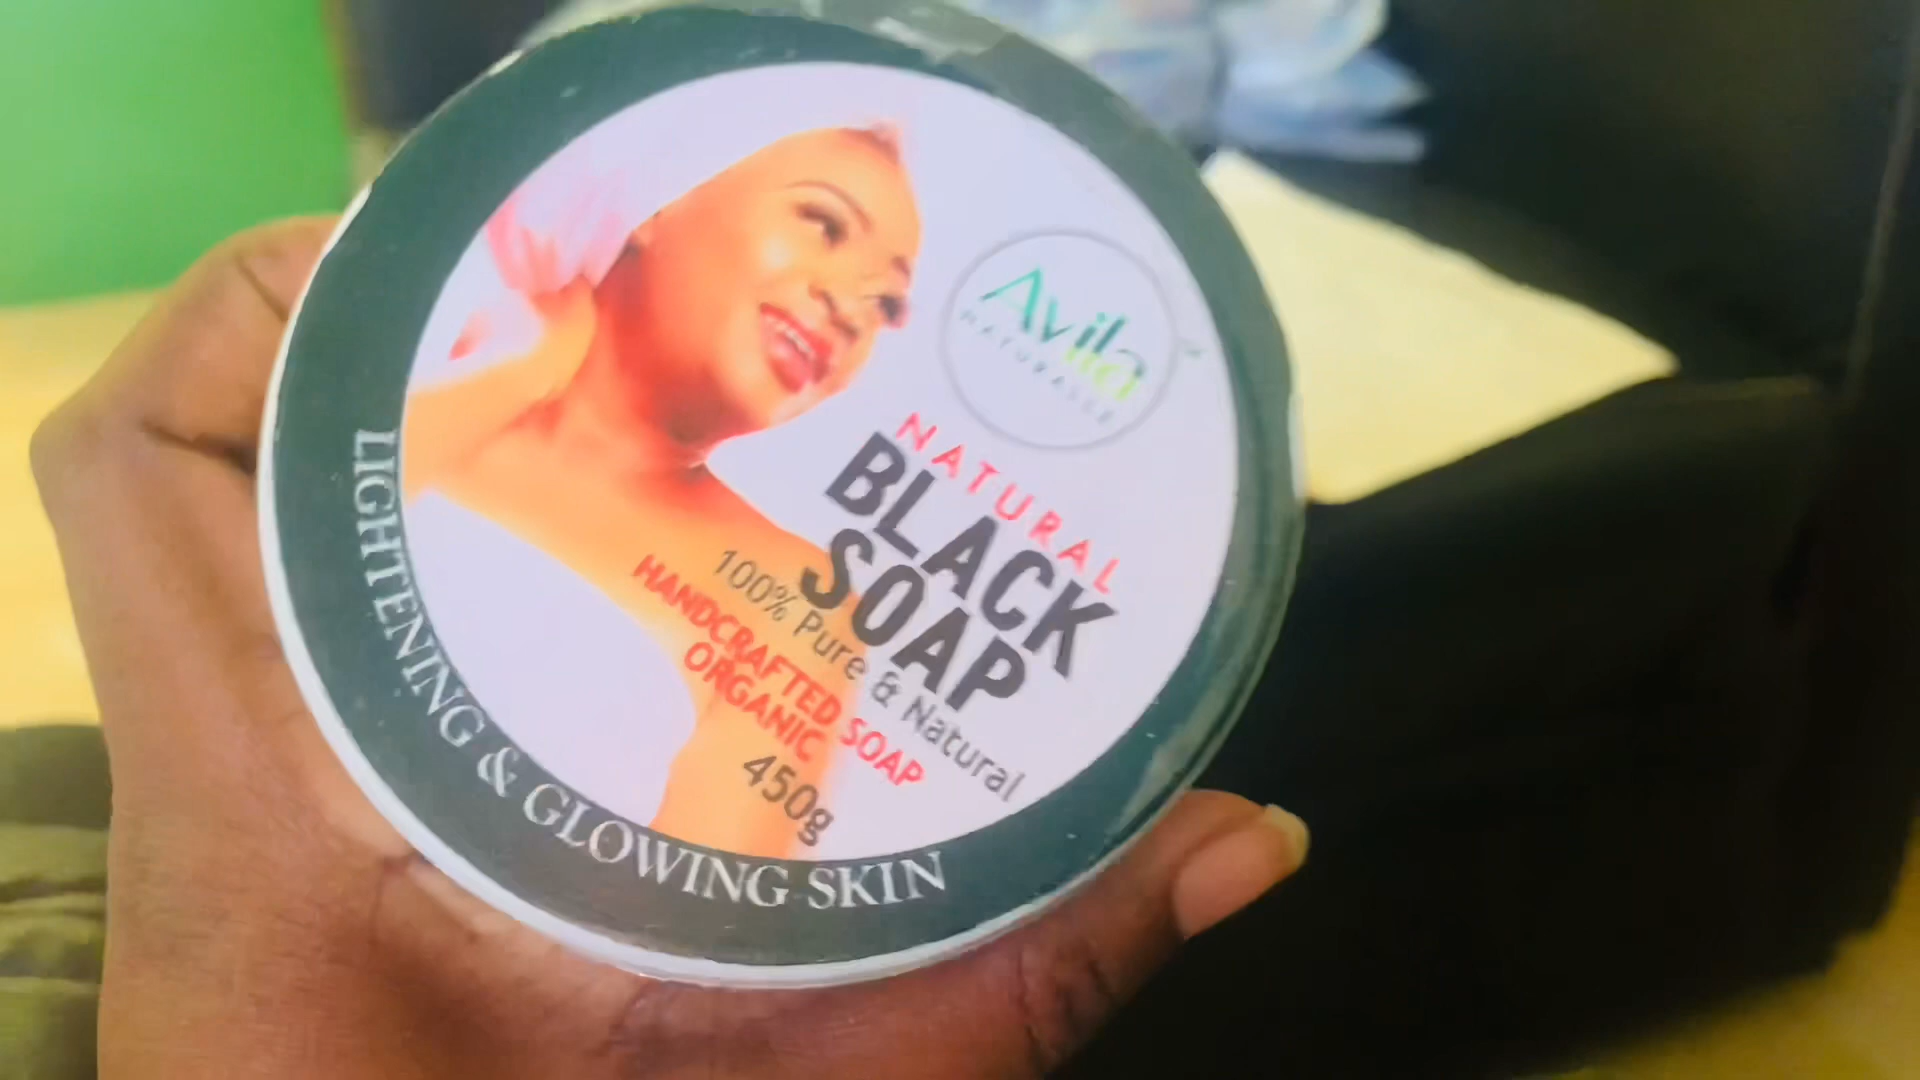 Avila
NATURALLE
NATURAL
BLACK
SOAP
100% Pure & Natural
HANDCRAFTED SOAP
ORGANIC
450g
LIGHTENING & GLOWING SKIN